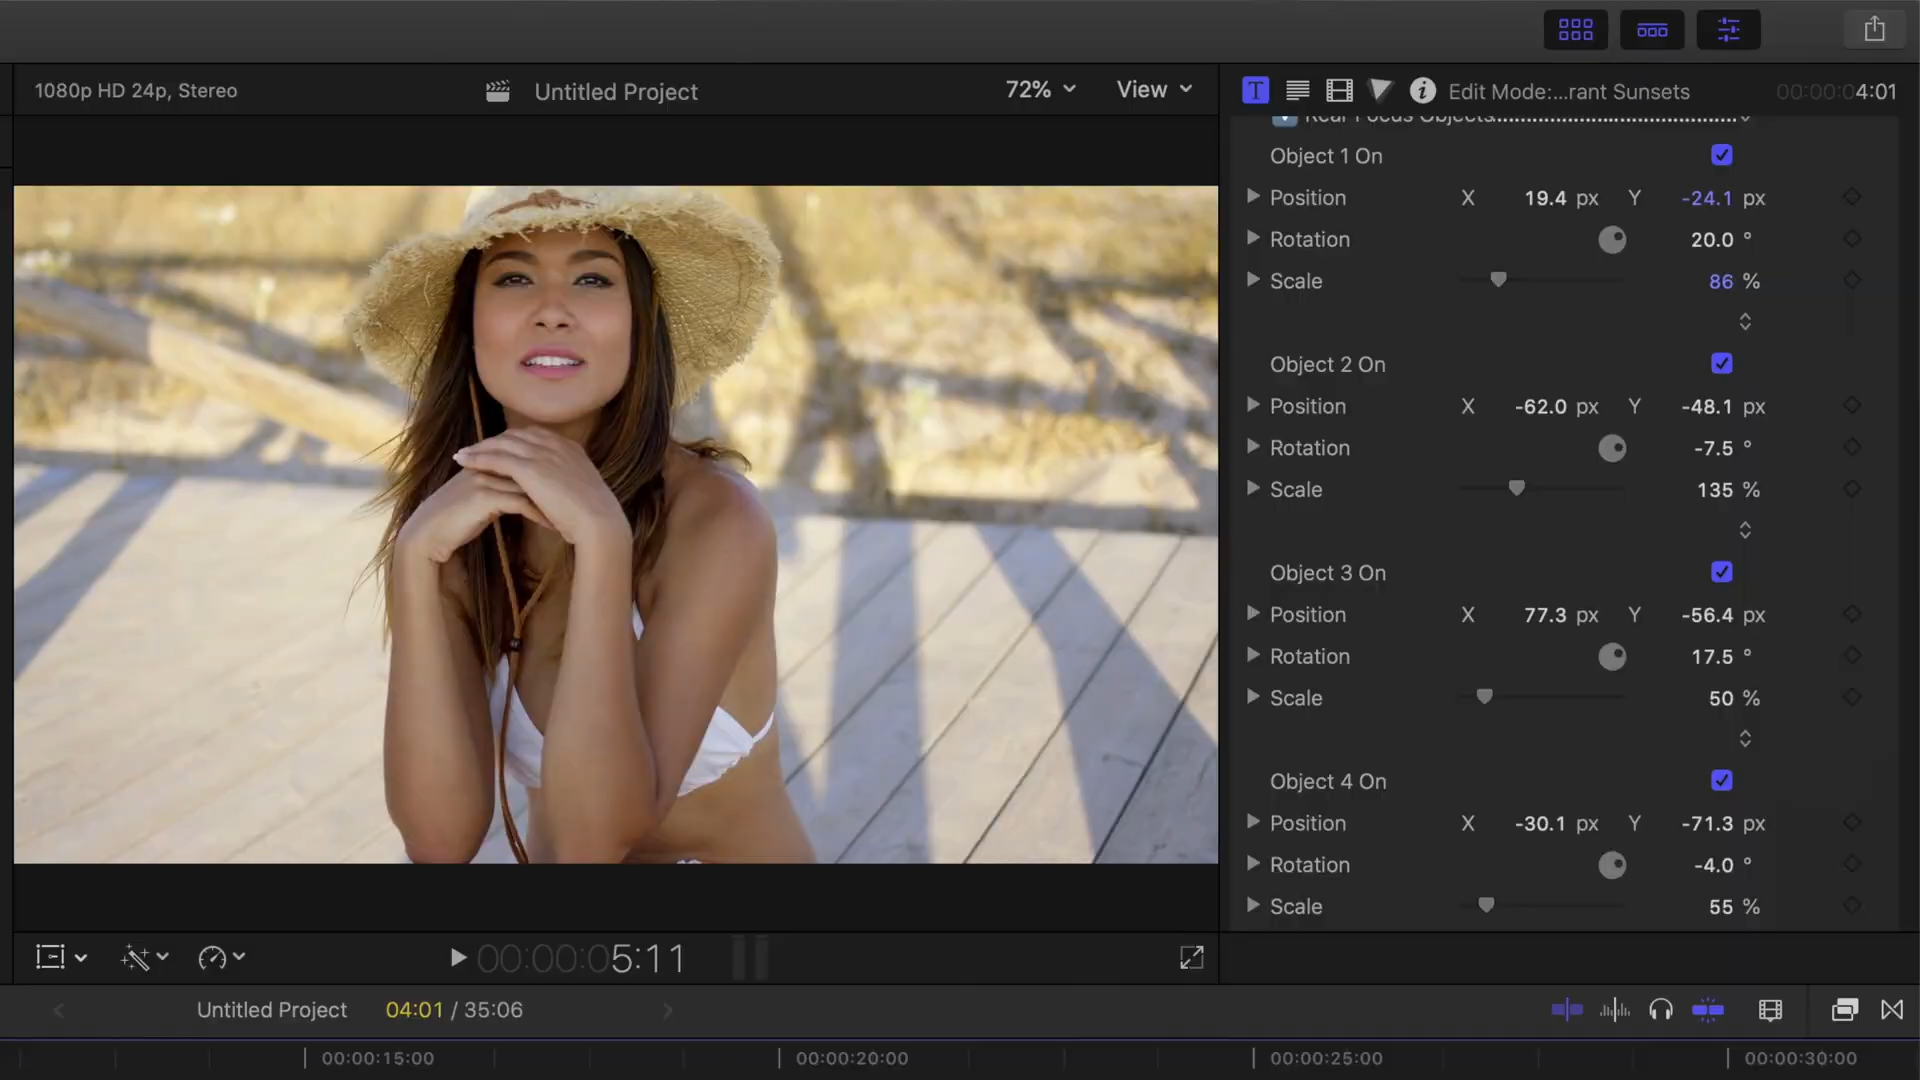 1080p HD 24p, Stereo
Untitled Project
72%
View
T
Edit Mode:...rant Sunsets
00:00:04:01
Rear Focus Objects
Object 1 On
Position X 19.4 px Y -24.1 px
Rotation 20.0 °
Scale 86 %
Object 2 On
Position X -62.0 px Y -48.1 px
Rotation -7.5 °
Scale 135 %
Object 3 On
Position X 77.3 px Y -56.4 px
Rotation 17.5 °
Scale 50 %
Object 4 On
Position X -30.1 px Y -71.3 px
Rotation -4.0 °
Scale 55 %
00:00:05:11
Untitled Project 04:01 / 35:06
00:00:15:00 00:00:20:00 00:00:25:00 00:00:30:00